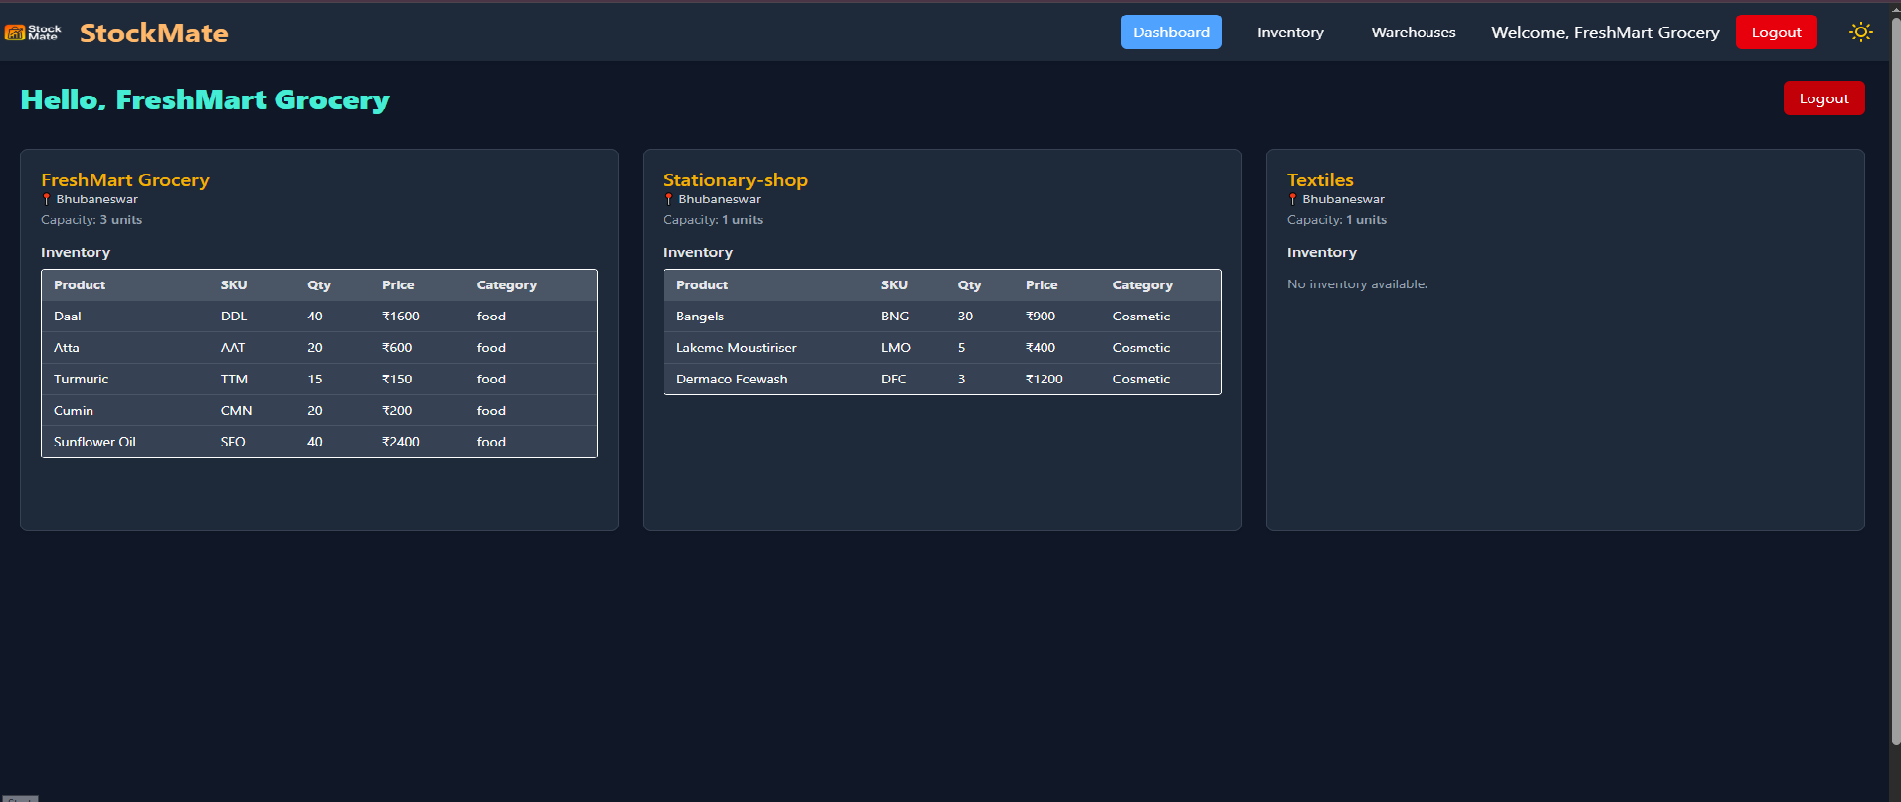 Stock Mate StockMate Dashboard Inventory Warehouses Welcome, FreshMart Grocery Logout
Hello, FreshMart Grocery Logout
FreshMart Grocery
Bhubaneswar
Capacity: 3 units
Inventory
Product SKU Qty Price Category
Daal DDL 40 ₹1600 food
Atta AAT 20 ₹600 food
Turmuric TTM 15 ₹150 food
Cumin CMN 20 ₹200 food
Sunflower Oil SFO 40 ₹2400 food
Stationary-shop
Bhubaneswar
Capacity: 1 units
Inventory
Product SKU Qty Price Category
Bangels BNG 30 ₹900 Cosmetic
Lakeme Moustiriser LMO 5 ₹400 Cosmetic
Dermaco Fcewash DFC 3 ₹1200 Cosmetic
Textiles
Bhubaneswar
Capacity: 1 units
Inventory
No inventory available.